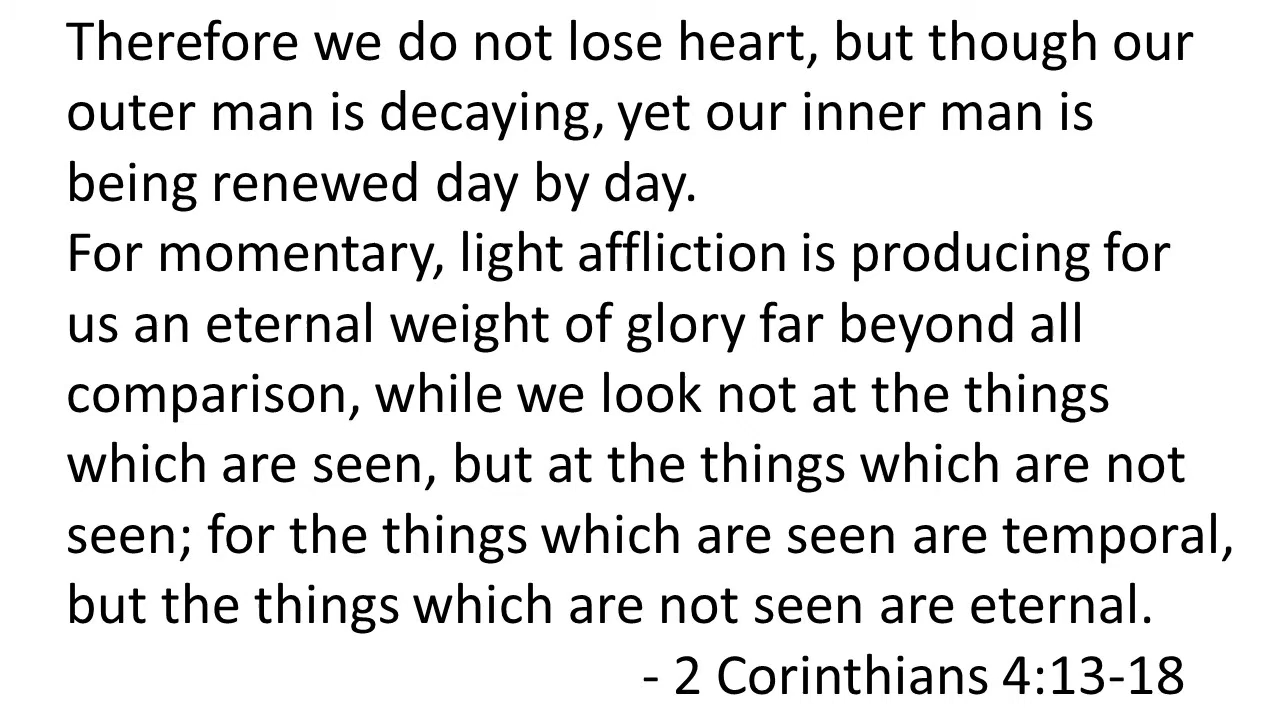 Therefore we do not lose heart, but though our
outer man is decaying, yet our inner man is
being renewed day by day.
For momentary, light affliction is producing for
us an eternal weight of glory far beyond all
comparison, while we look not at the things
which are seen, but at the things which are not
seen; for the things which are seen are temporal,
but the things which are not seen are eternal.
- 2 Corinthians 4:13-18